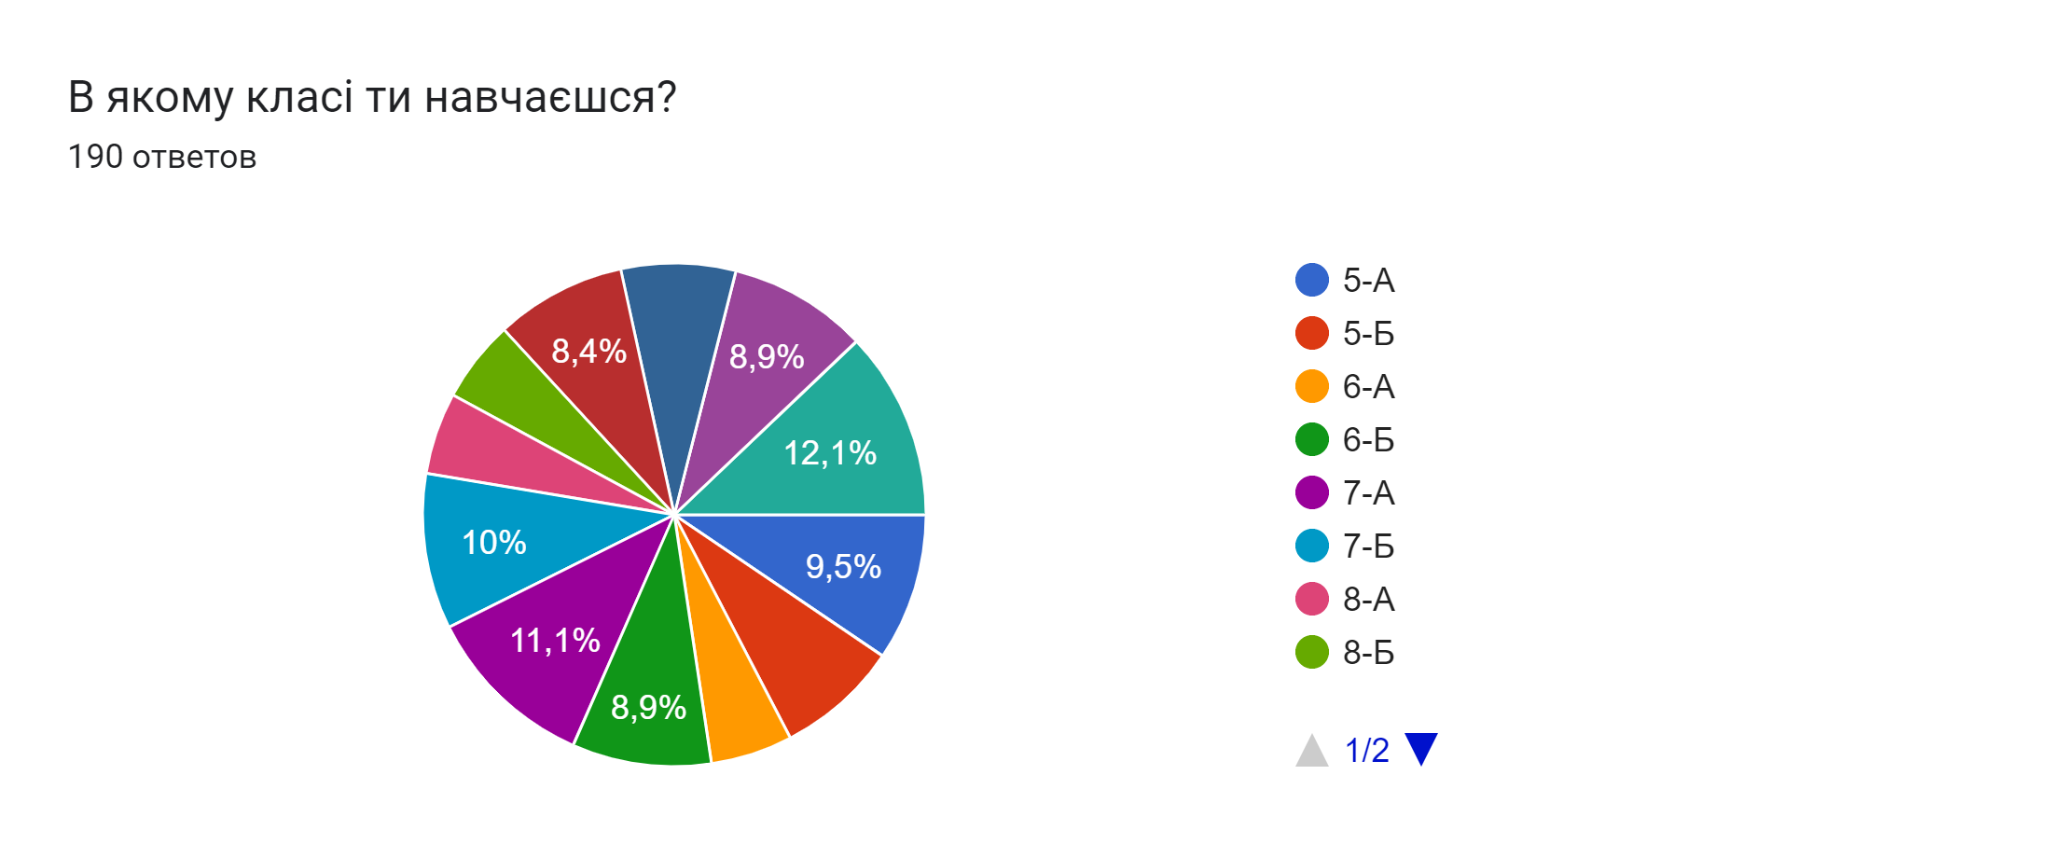 В якому класі ти навчаєшся?
190 ответов
8,4%
8,9%
12,1%
10%
9,5%
11,1%
8,9%
5-А
5-Б
6-А
6-Б
7-А
7-Б
8-А
8-Б
1/2